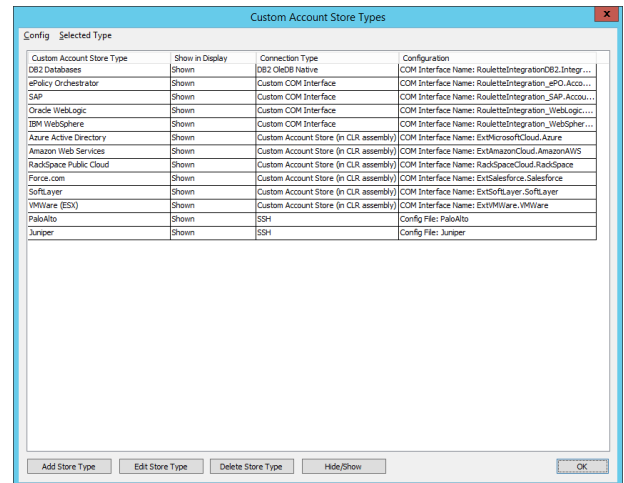 Custom Account Store Types
x
Config Selected Type
Custom Account Store Type Show in Display Connection Type Configuration
DB2 Databases Shown DB2 OleDB Native COM Interface Name: RouletteIntegrationDB2.Integr...
ePolicy Orchestrator Shown Custom COM Interface COM Interface Name: RouletteIntegration_ePO.Acco...
SAP Shown Custom COM Interface COM Interface Name: RouletteIntegration_SAP.Accou...
Oracle WebLogic Shown Custom COM Interface COM Interface Name: RouletteIntegration_WebLogic....
IBM WebSphere Shown Custom COM Interface COM Interface Name: RouletteIntegration_WebSpher...
Azure Active Directory Shown Custom Account Store (in CLR assembly) COM Interface Name: ExtMicrosoftCloud.Azure
Amazon Web Services Shown Custom Account Store (in CLR assembly) COM Interface Name: ExtAmazonCloud.AmazonAWS
RackSpace Public Cloud Shown Custom Account Store (in CLR assembly) COM Interface Name: RackSpaceCloud.RackSpace
Force.com Shown Custom Account Store (in CLR assembly) COM Interface Name: ExtSalesforce.Salesforce
SoftLayer Shown Custom Account Store (in CLR assembly) COM Interface Name: ExtSoftLayer.SoftLayer
VMWare (ESX) Shown Custom Account Store (in CLR assembly) COM Interface Name: ExtVMWare.VMWare
PaloAlto Shown SSH Config File: PaloAlto
Juniper Shown SSH Config File: Juniper
Add Store Type Edit Store Type Delete Store Type Hide/Show OK